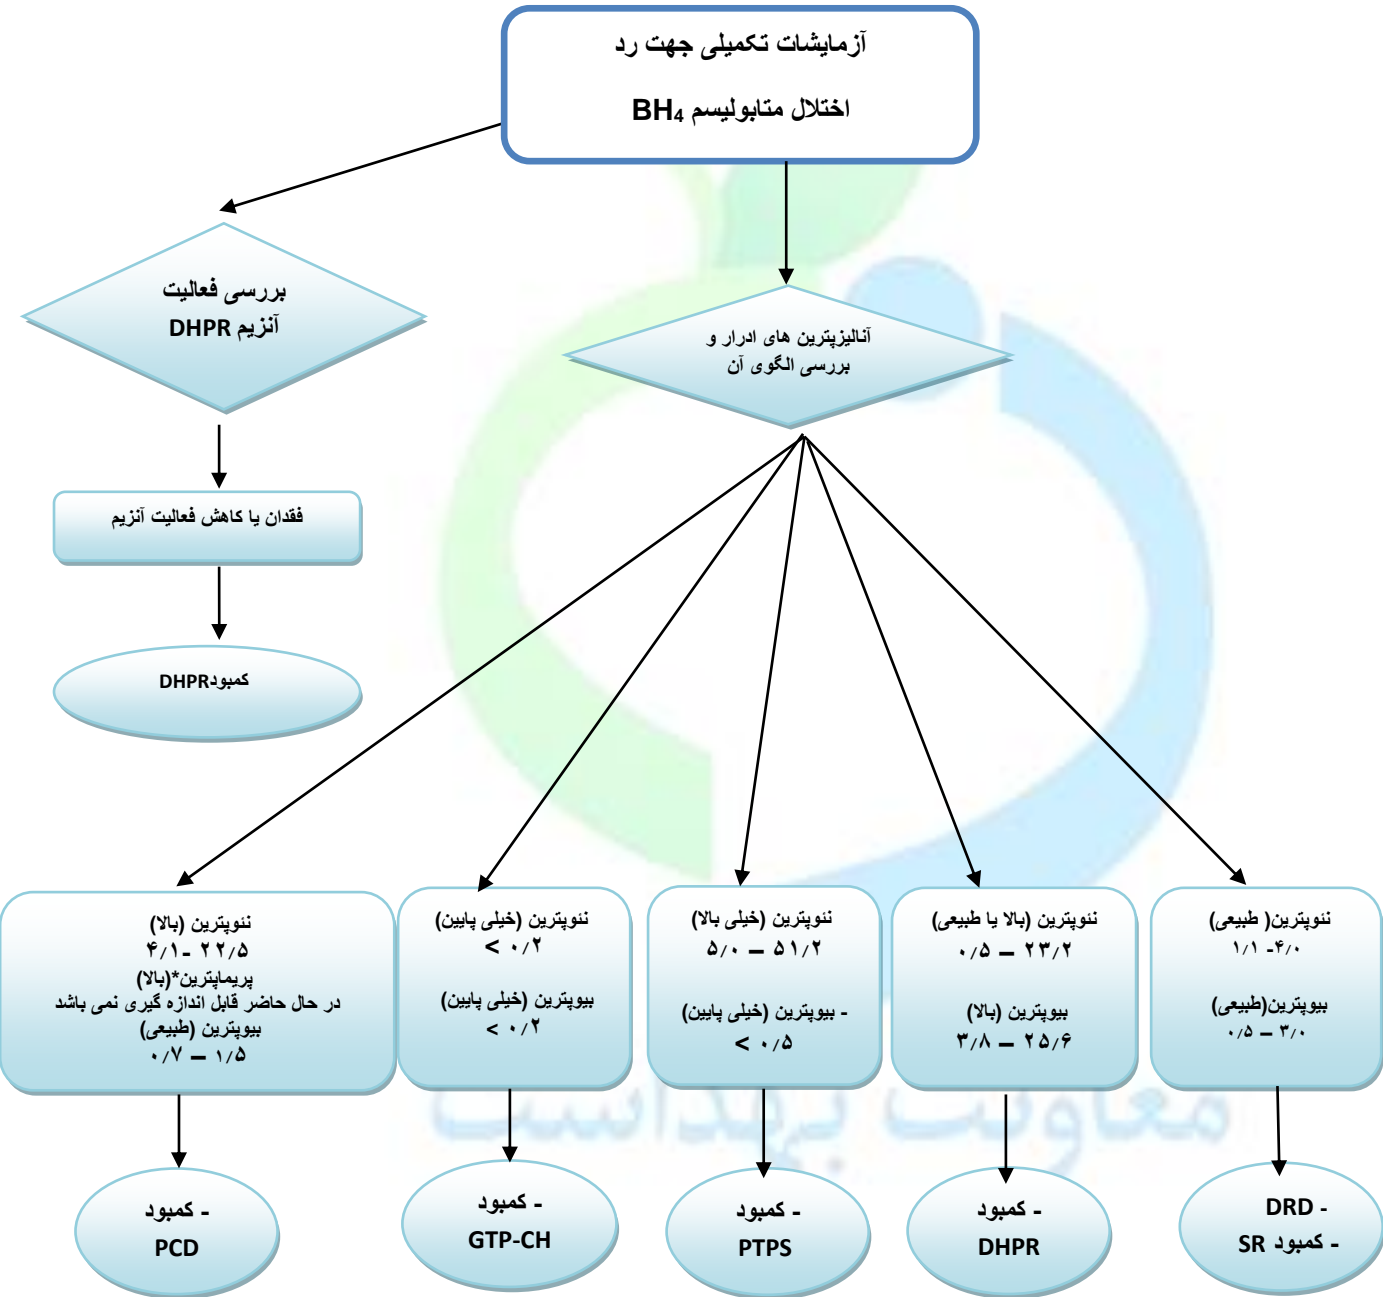 آزمایشات تکمیلی جهت رد
اختلال متابولیسم BH₄
بررسی فعالیت
آنزیم DHPR
آنالیزپترین های ادرار و
بررسی الگوی آن
فقدان یا کاهش فعالیت آنزیم
کمبودDHPR
نئوپترین( طبیعی)
۱/۱ -۴/۰
بیوپترین(طبیعی)
۰/۵ – ۳/۰
نئوپترین (بالا یا طبیعی)
۰/۵ – ۲۳/۲
بیوپترین (بالا)
۳/۸ – ۲۵/۶
نئوپترین (خیلی بالا)
۵/۰ – ۵۱/۲
- بیوپترین (خیلی پایین)
< ۰/۵
نئوپترین (خیلی پایین)
< ۰/۲
بیوپترین (خیلی پایین)
< ۰/۲
نئوپترین (بالا)
۴/۱- ۲۲/۵
پریماپترین*(بالا)
در حال حاضر قابل اندازه گیری نمی باشد
بیوپترین (طبیعی)
۰/۷ – ۱/۵
معاونت بهداشت
- DRD
- کمبود SR
- کمبود
DHPR
- کمبود
PTPS
- کمبود
GTP-CH
- کمبود
PCD